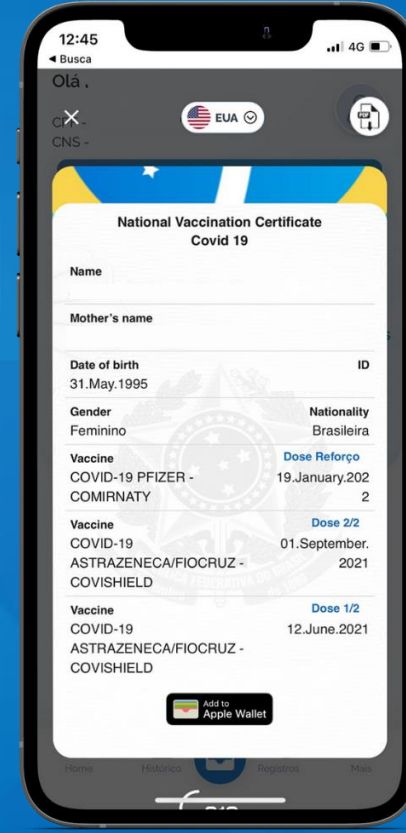 12:45
4G
◄ Busca
Olá ,
EUA
PDF
CNS -
National Vaccination Certificate
Covid 19
Name
Mother's name
Date of birth
ID
31.May.1995
Gender
Nationality
Feminino
Brasileira
Vaccine
Dose Reforço
COVID-19 PFIZER -
19.January.202
COMIRNATY
2
Vaccine
Dose 2/2
COVID-19
01.September.
ASTRAZENECA/FIOCRUZ -
2021
COVISHIELD
Vaccine
Dose 1/2
COVID-19
12.June.2021
ASTRAZENECA/FIOCRUZ -
COVISHIELD
Add to
Apple Wallet
Home
Histórico
Registros
Mais